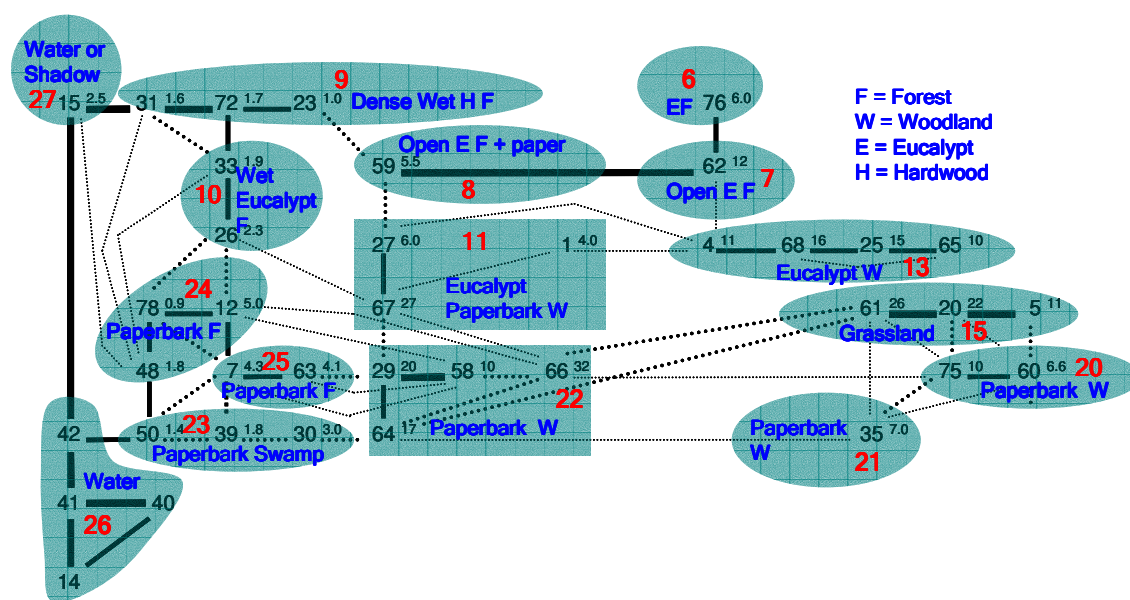 Water or
Shadow
27 15 2.5 31 1.6 72 1.7 23 1.0
9
Dense Wet H F
6
EF 76 6.0
F = Forest
W = Woodland
E = Eucalypt
H = Hardwood
Open E F + paper
59 5.5
8
62 12
7
Open E F
33 1.9
10
Wet
Eucalypt
F
26 2.3
27 6.0
11
1 4.0
Eucalypt
Paperbark W
67 27
4 11 68 16 25 15 65 10
Eucalypt W
13
24
78 0.9 12 5.0
Paperbark F
48 1.8
61 26 20 22 5 11
Grassland
15
25
7 4.3 63 4.1
Paperbark F
29 20 58 10 66 32
22
64 17
Paperbark W
75 10 60 6.6
20
Paperbark W
23
50 1.4 39 1.8 30 3.0
Paperbark Swamp
Paperbark
W
35 7.0
21
42
Water
41 40
26
14